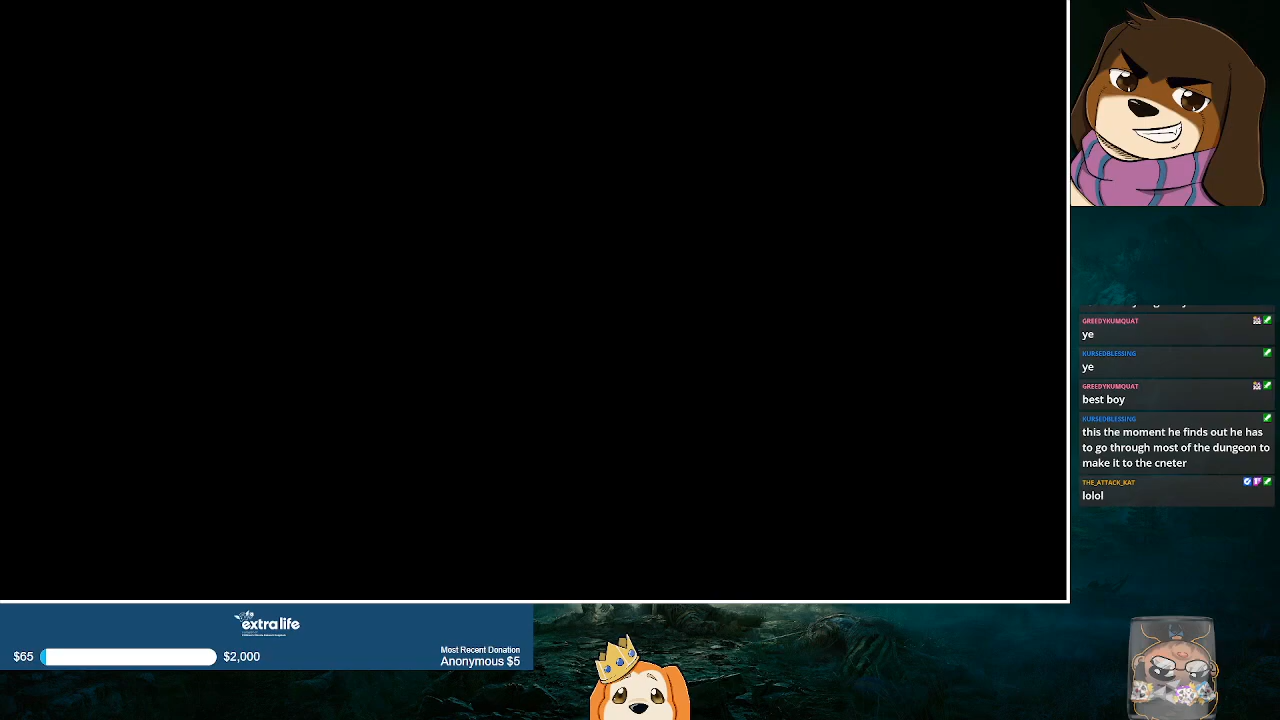 GREEDYKUMQUAT
ye
KURSEDBLESSING
ye
GREEDYKUMQUAT
best boy
KURSEDBLESSING
this the moment he finds out he has
to go through most of the dungeon to
make it to the cneter
THE_ATTACK_KAT
lolol
extralife
$65
$2,000
Most Recent Donation
Anonymous $5